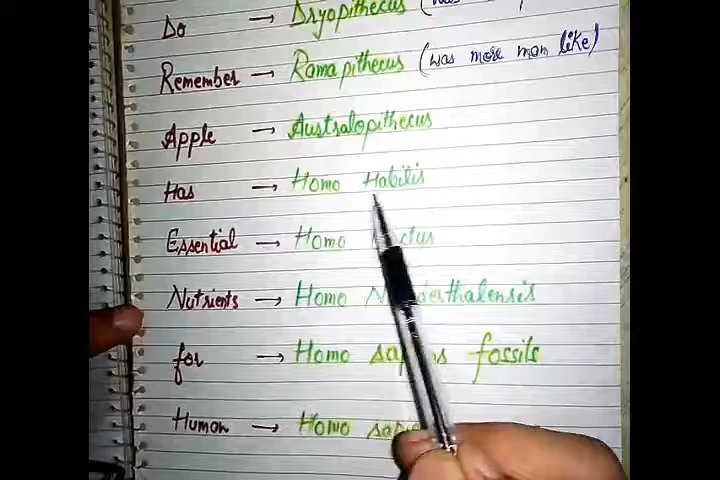 Do → Dryopithecus (was
Remember → Ramapithecus (was more man like)
Apple → Australopithecus
Has → Homo Habilis
Essential → Homo
Nutrients → Homo
for → Homo fossils
Human → Homo